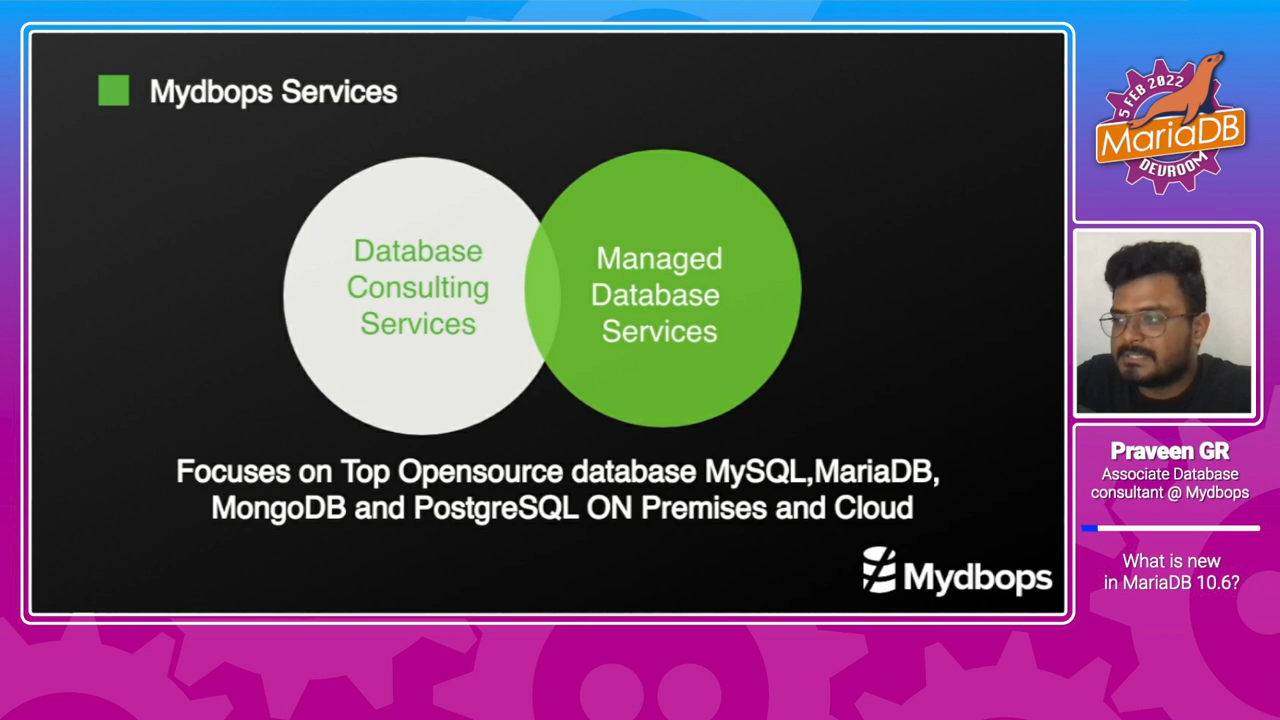 Mydbops Services
Database
Consulting
Services
Managed
Database
Services
Focuses on Top Opensource database MySQL,MariaDB,
MongoDB and PostgreSQL ON Premises and Cloud
Mydbops
5 FEB 2022
MariaDB
DEVROOM
Praveen GR
Associate Database
consultant @ Mydbops
What is new
in MariaDB 10.6?